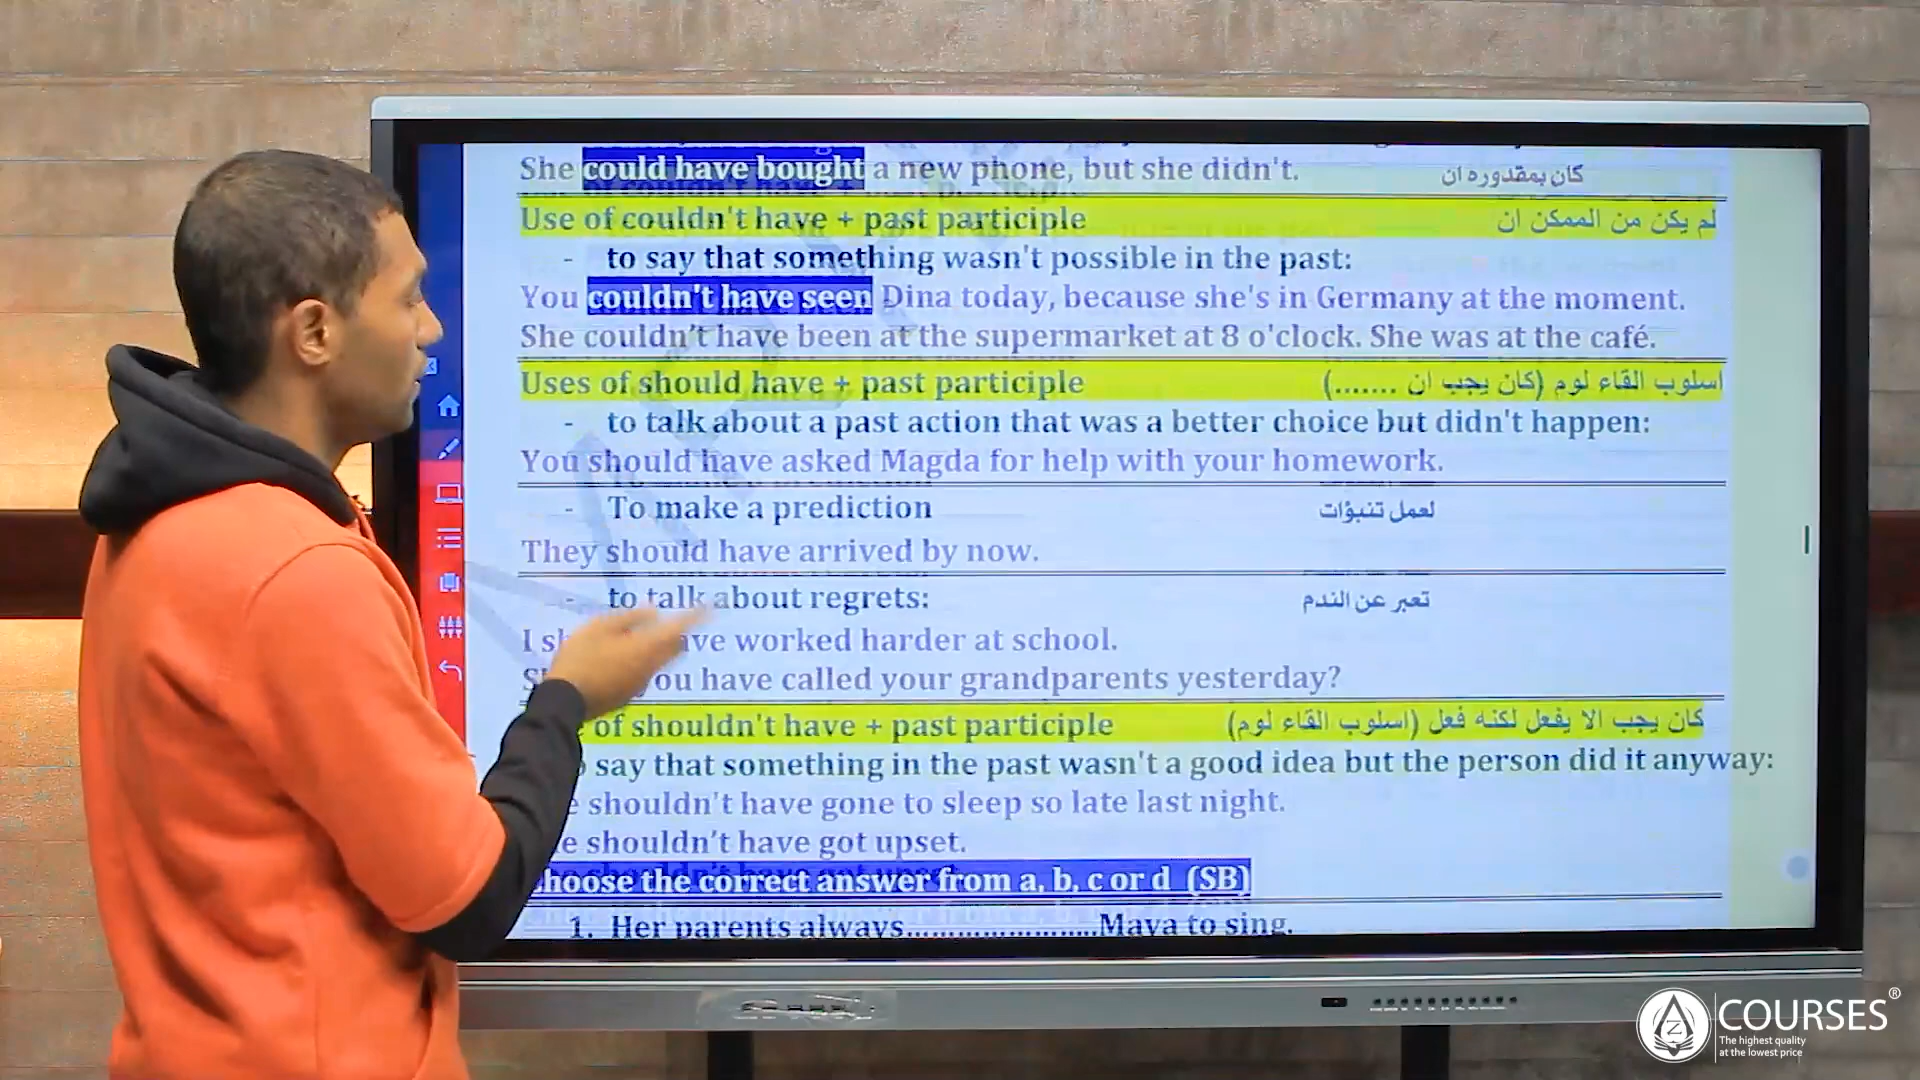 She could have bought a new phone, but she didn't. كان بمقدوره ان
Use of couldn't have + past participle لم يكن من الممكن ان
- to say that something wasn't possible in the past:
You couldn't have seen Dina today, because she's in Germany at the moment.
She couldn't have been at the supermarket at 8 o'clock. She was at the café.
Uses of should have + past participle اسلوب القاء لوم (كان يجب ان .......)
- to talk about a past action that was a better choice but didn't happen:
You should have asked Magda for help with your homework.
- To make a prediction لعمل تنبؤات
They should have arrived by now.
- to talk about regrets: تعبر عن الندم
I sh ave worked harder at school.
S ou have called your grandparents yesterday?
of shouldn't have + past participle كان يجب الا يفعل لكنه فعل (اسلوب القاء لوم)
say that something in the past wasn't a good idea but the person did it anyway:
e shouldn't have gone to sleep so late last night.
e shouldn't have got upset.
hoose the correct answer from a, b, c or d (SB)
1. Her parents always........................Maya to sing.
COURSES®
The highest quality
at the lowest price